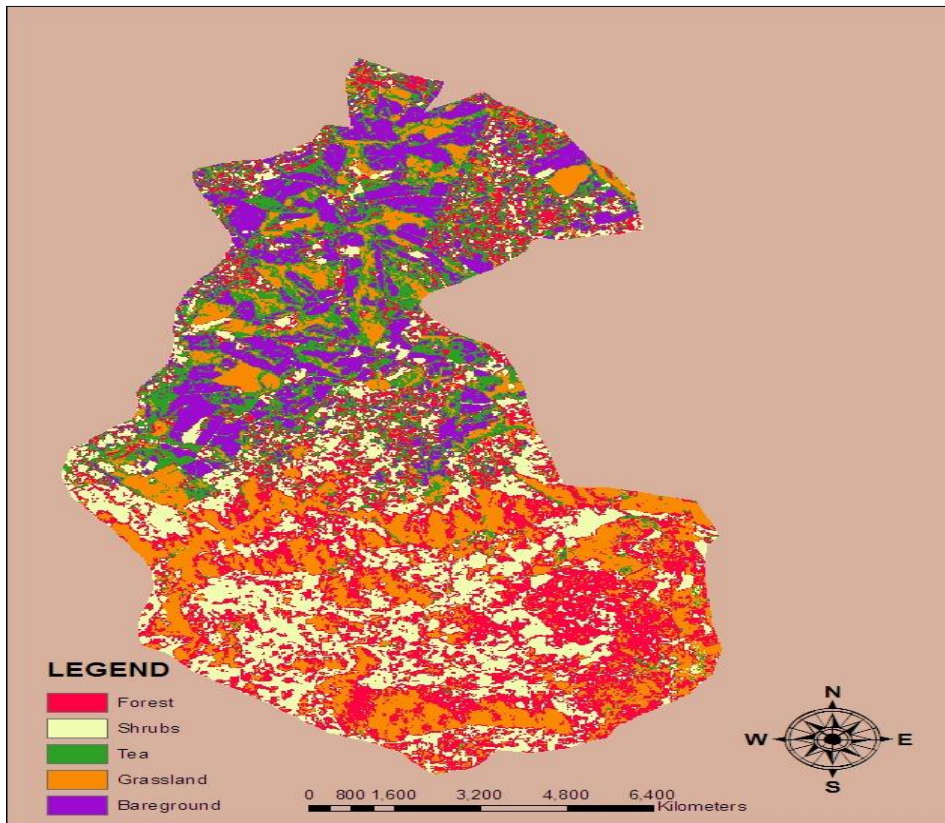 LEGEND
Forest
Shrubs
Tea
Grassland
Bareground
0 800 1,600 3,200 4,800 6,400
Kilometers
N
W E
S